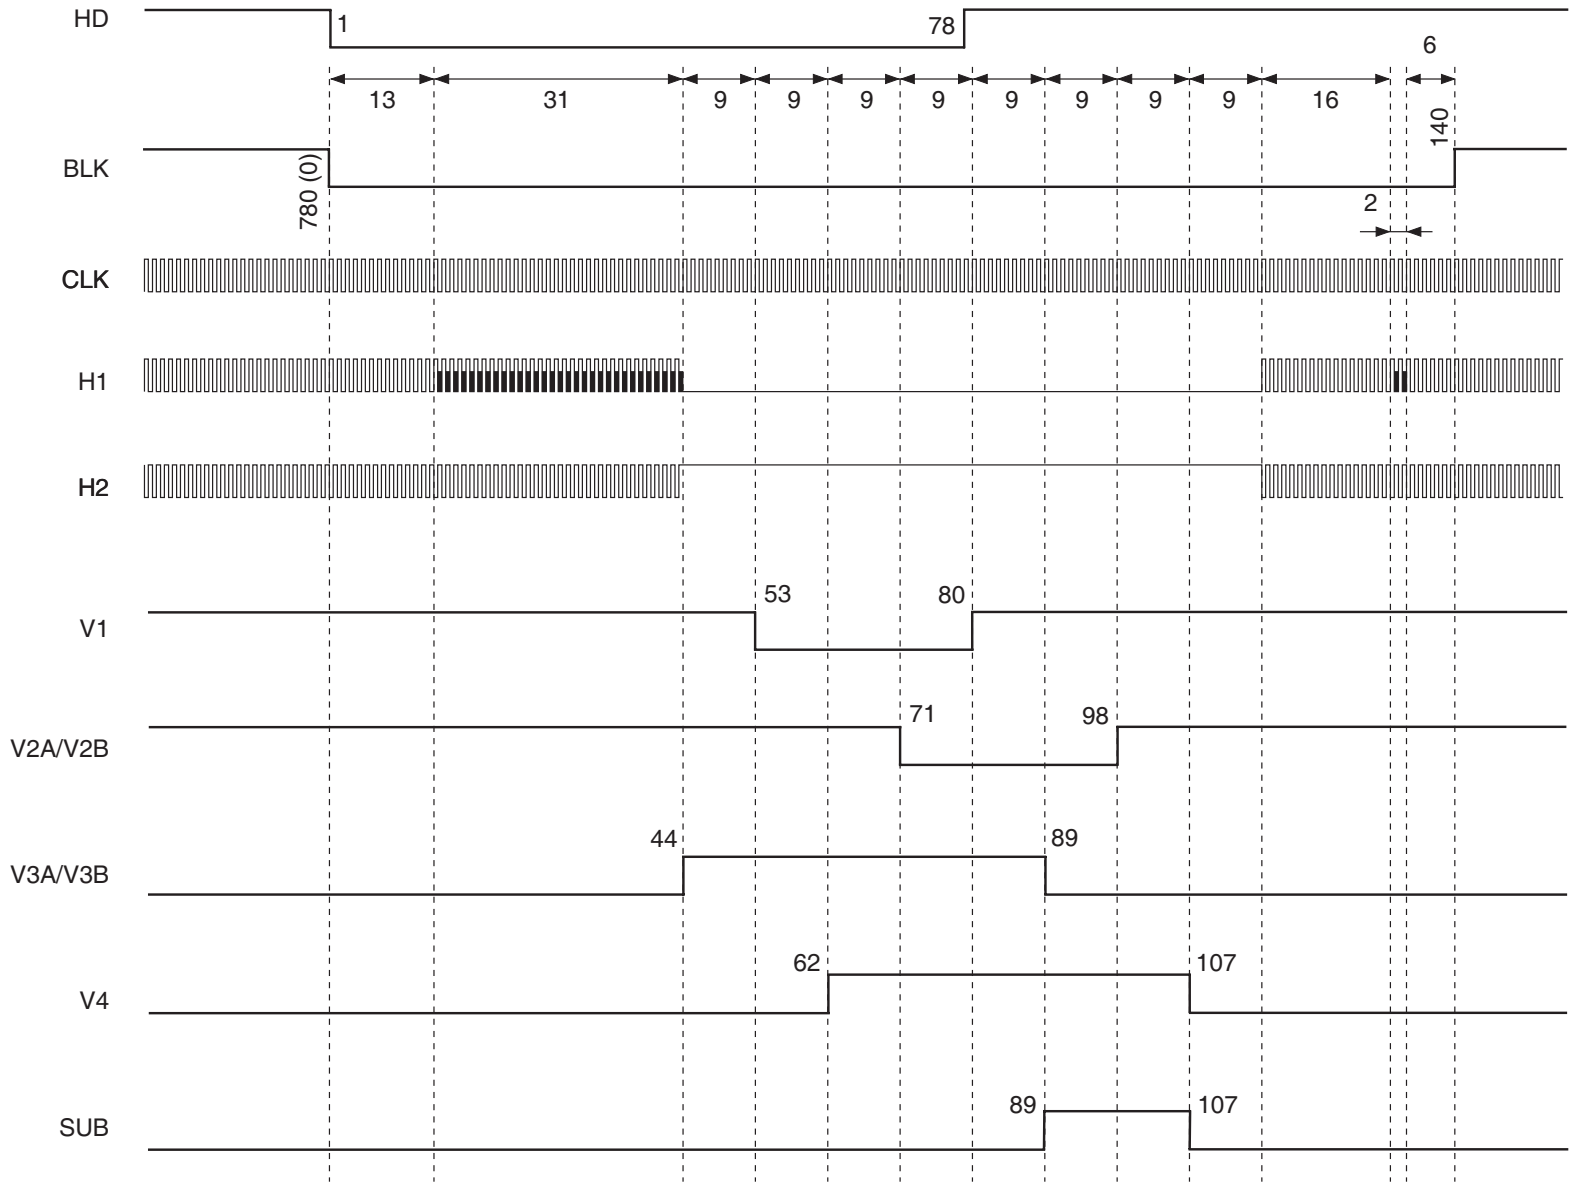 HD 1 78
6
13 31 9 9 9 9 9 9 9 9 16
140
BLK
780 (0)
2
CLK
H1
H2
53 80
V1
71 98
V2A/V2B
44 89
V3A/V3B
62 107
V4
89 107
SUB